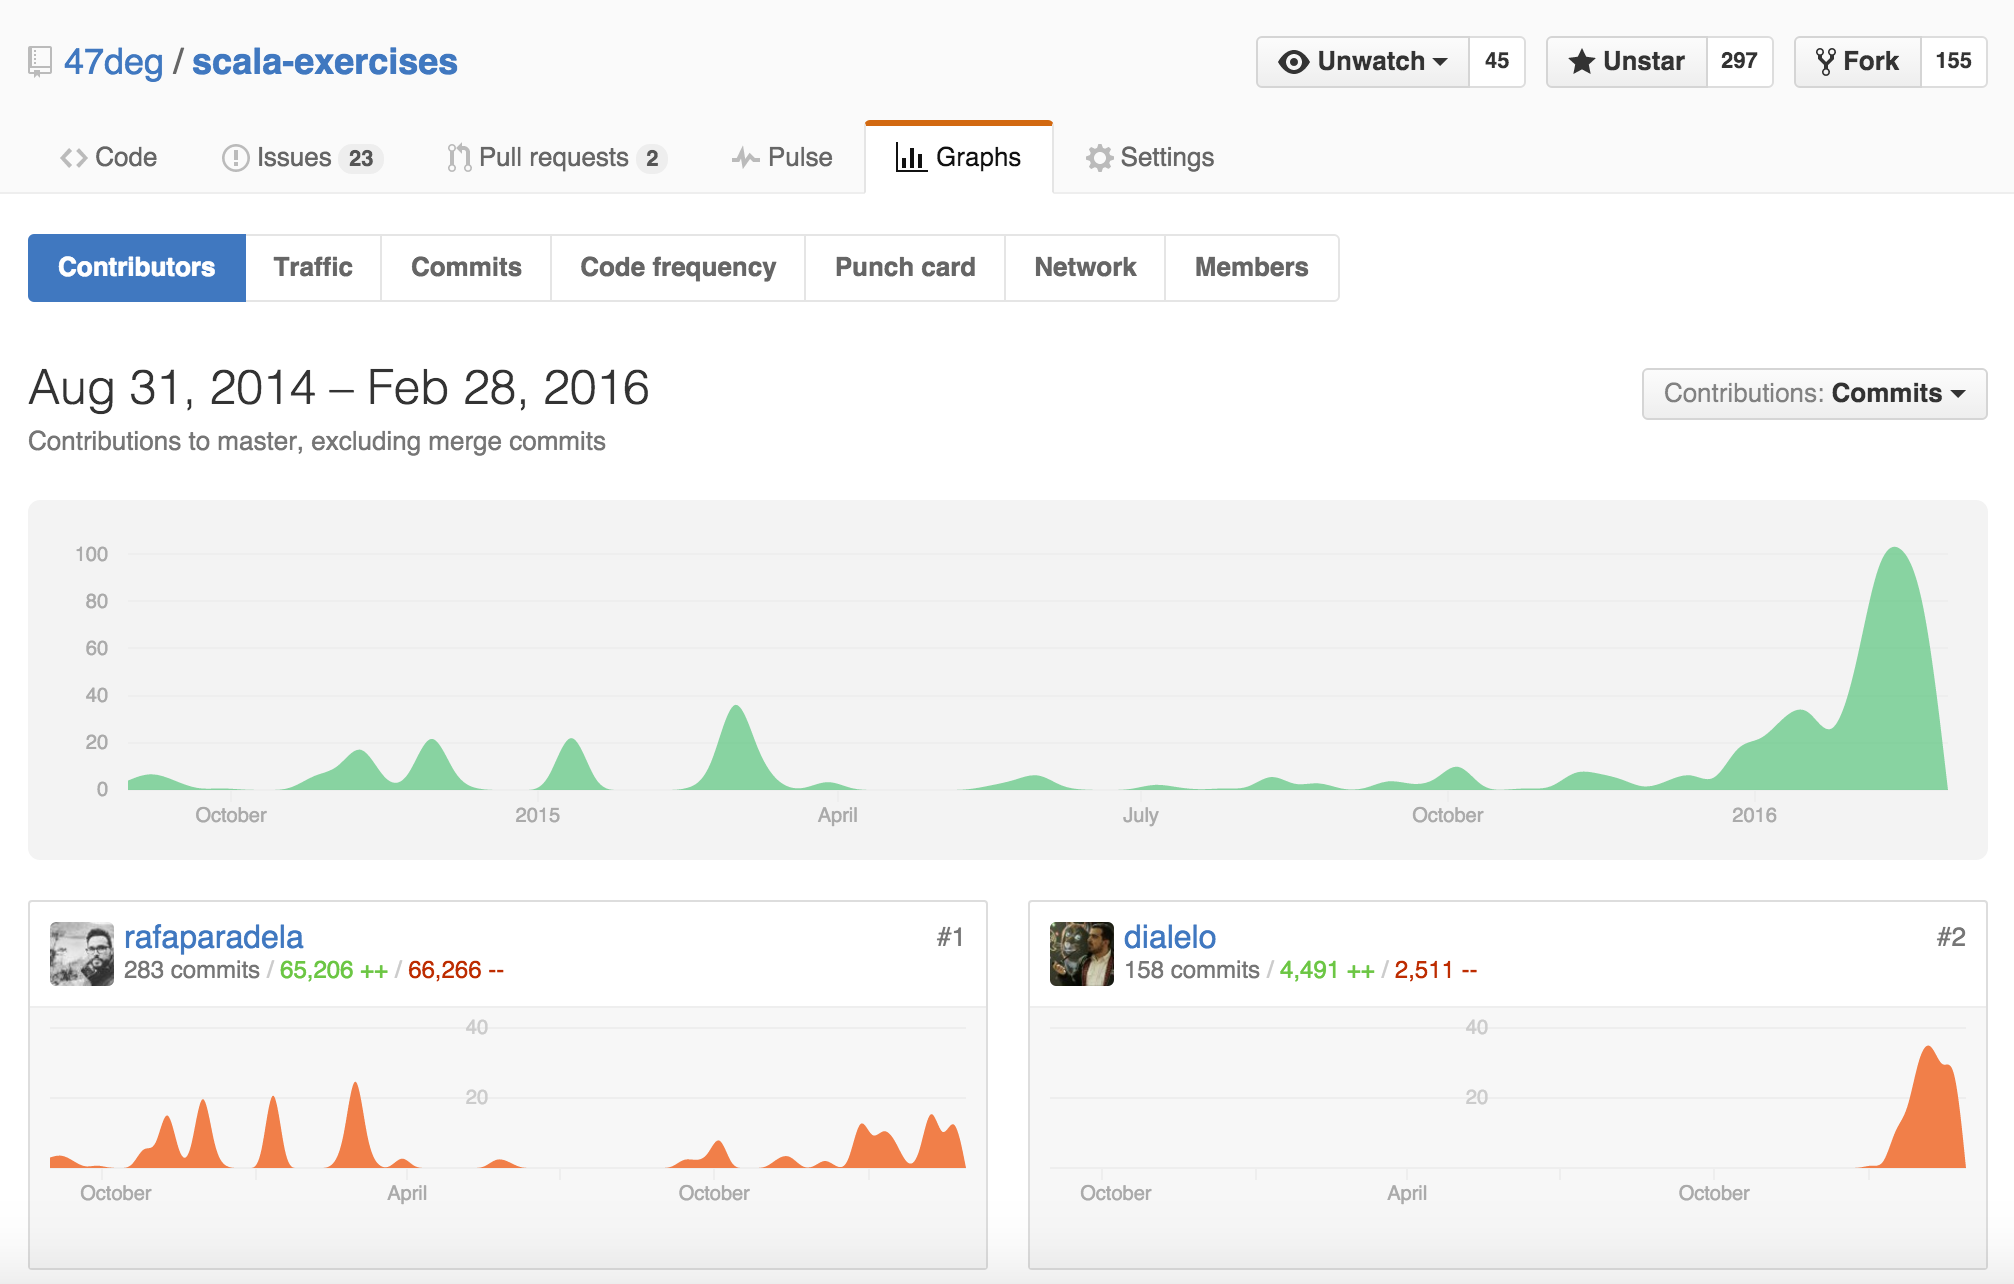 47deg / scala-exercises
Unwatch 45
Unstar 297
Fork 155
Code
Issues 23
Pull requests 2
Pulse
Graphs
Settings
Contributors
Traffic
Commits
Code frequency
Punch card
Network
Members
Aug 31, 2014 – Feb 28, 2016
Contributions: Commits
Contributions to master, excluding merge commits
100
80
60
40
20
0
October
2015
April
July
October
2016
rafaparadela
#1
283 commits / 65,206 ++ / 66,266 --
40
20
October
April
October
dialelo
#2
158 commits / 4,491 ++ / 2,511 --
40
20
October
April
October